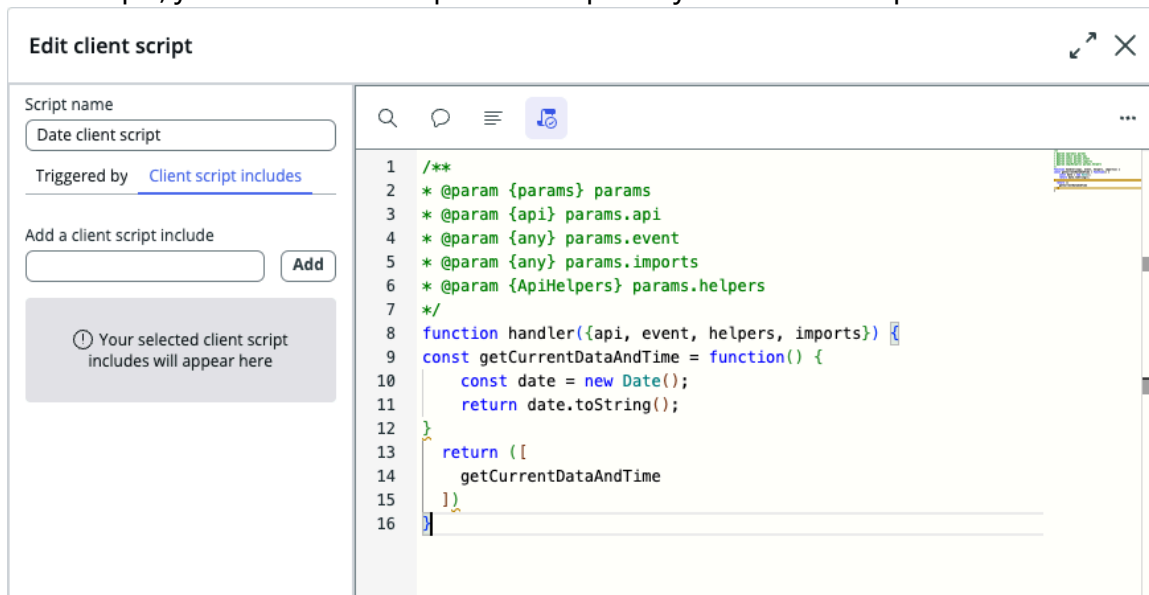 Edit client script
Script name
Date client script
Triggered by Client script includes
Add a client script include
Add
Your selected client script
includes will appear here
1 /**
2 * @param {params} params
3 * @param {api} params.api
4 * @param {any} params.event
5 * @param {any} params.imports
6 * @param {ApiHelpers} params.helpers
7 */
8 function handler({api, event, helpers, imports}) {
9 const getCurrentDataAndTime = function() {
10 const date = new Date();
11 return date.toString();
12 }
13 return ([
14 getCurrentDataAndTime
15 ])
16 }